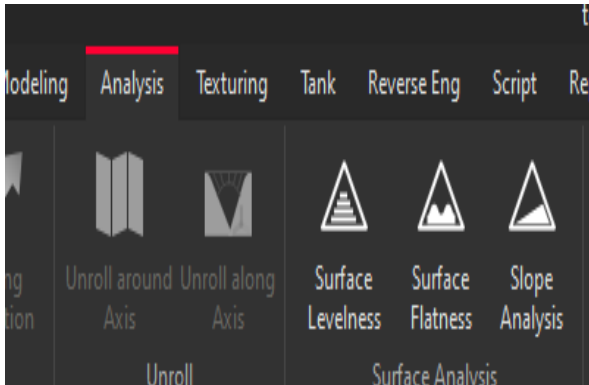 Modeling Analysis Texturing Tank Reverse Eng Script Re
Unroll around Unroll along Surface Surface Slope
Axis Axis Levelness Flatness Analysis
Unroll Surface Analysis